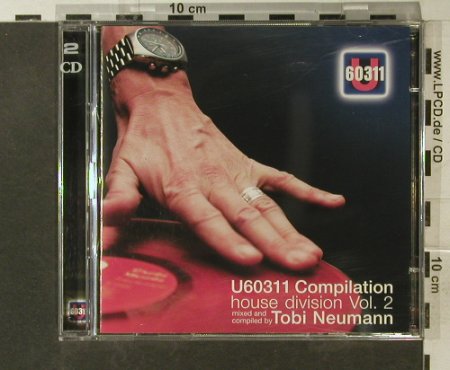 10 cm
2
CD
U
60311
U60311 Compilation
house division Vol. 2
mixed and
compiled by Tobi Neumann
6031
www.LPCD.de / CD
10 cm